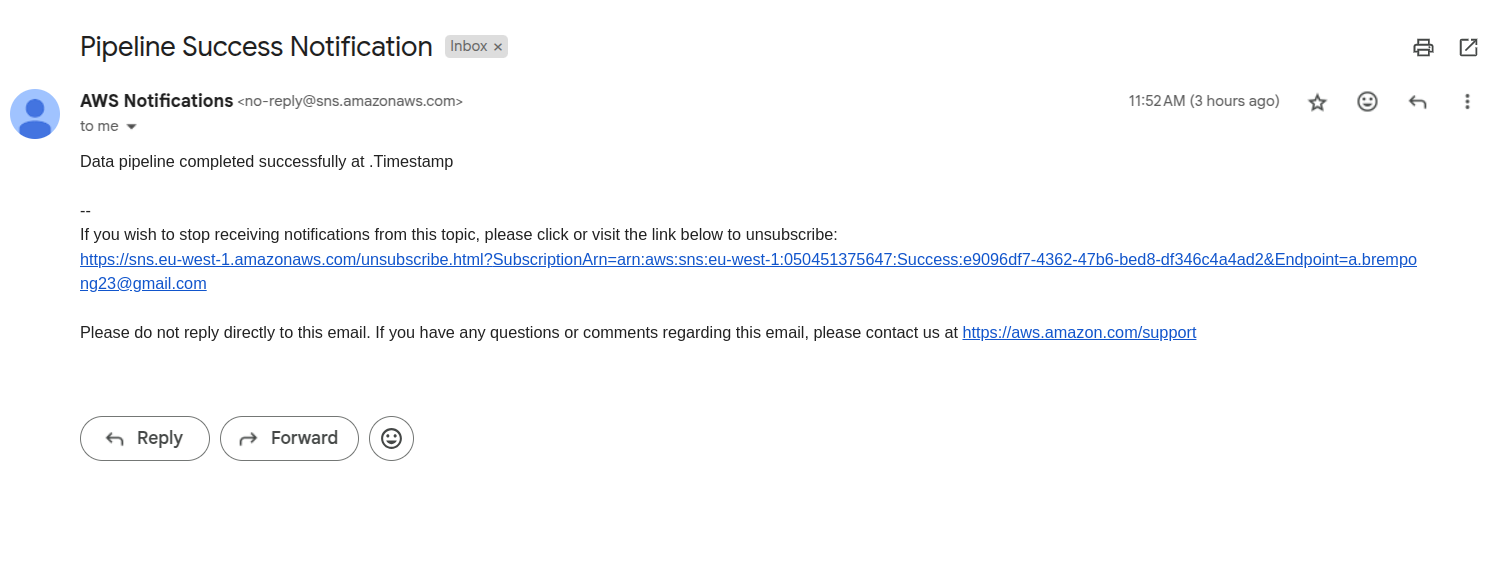 Pipeline Success Notification Inbox ×
AWS Notifications <no-reply@sns.amazonaws.com> 11:52 AM (3 hours ago)
to me
Data pipeline completed successfully at .Timestamp
--
If you wish to stop receiving notifications from this topic, please click or visit the link below to unsubscribe:
https://sns.eu-west-1.amazonaws.com/unsubscribe.html?SubscriptionArn=arn:aws:sns:eu-west-1:050451375647:Success:e9096df7-4362-47b6-bed8-df346c4a4ad2&Endpoint=a.brempo
ng23@gmail.com
Please do not reply directly to this email. If you have any questions or comments regarding this email, please contact us at https://aws.amazon.com/support
Reply Forward